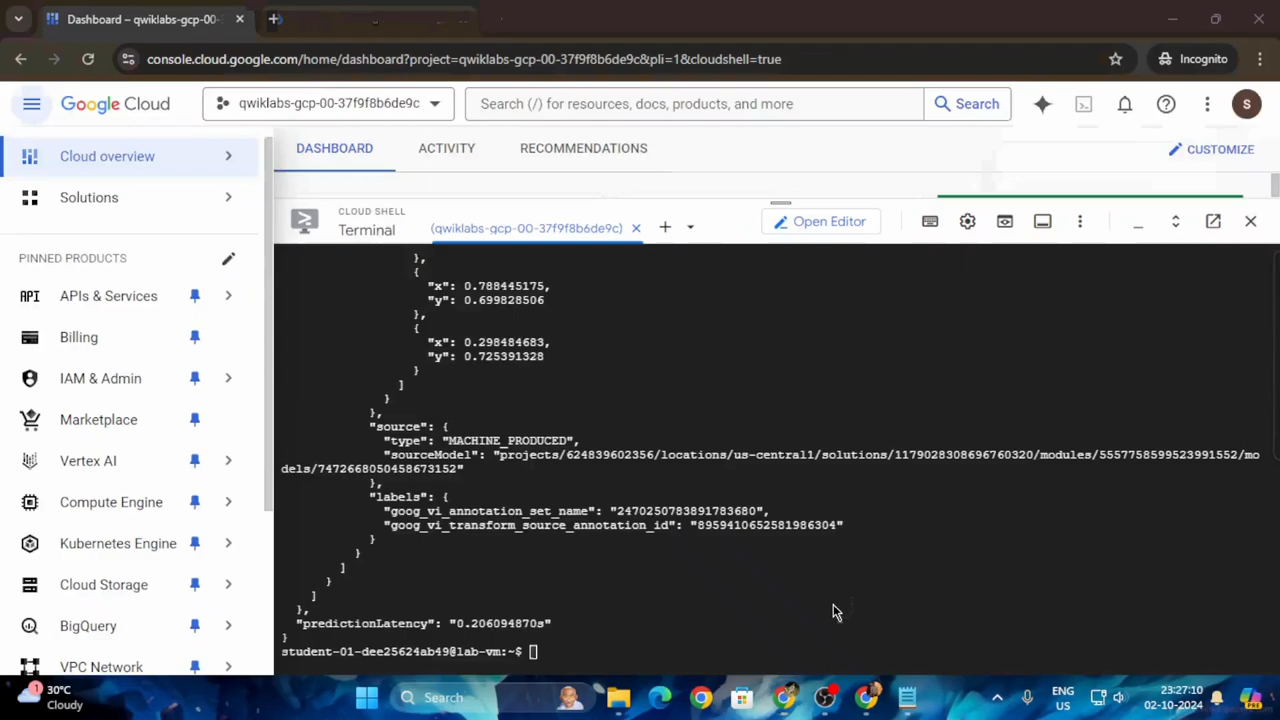 Dashboard – qwiklabs-gcp-00-
console.cloud.google.com/home/dashboard?project=qwiklabs-gcp-00-37f9f8b6de9c&pli=1&cloudshell=true
Incognito
Google Cloud
qwiklabs-gcp-00-37f9f8b6de9c
Search (/) for resources, docs, products, and more
Search
S
Cloud overview
Solutions
PINNED PRODUCTS
API APIs & Services
Billing
IAM & Admin
Marketplace
Vertex AI
Compute Engine
Kubernetes Engine
Cloud Storage
BigQuery
VPC Network
DASHBOARD
ACTIVITY
RECOMMENDATIONS
CUSTOMIZE
CLOUD SHELL
Terminal
(qwiklabs-gcp-00-37f9f8b6de9c)
Open Editor
},
{
"x": 0.788445175,
"y": 0.699828506
},
{
"x": 0.298484683,
"y": 0.725391328
}
]
}
},
"source": {
"type": "MACHINE_PRODUCED",
"sourceModel": "projects/624839602356/locations/us-central1/solutions/1179028308696760320/modules/5557758599523991552/mo
dels/7472668050458673152"
},
"labels": {
"goog_vi_annotation_set_name": "2470250783891783680",
"goog_vi_transform_source_annotation_id": "8959410652581986304"
}
}
]
}
]
},
"predictionLatency": "0.206094870s"
}
student-01-dee25624ab49@lab-vm:~$
1
30°C
Cloudy
Search
ENG
US
23:27:10
02-10-2024
PRE